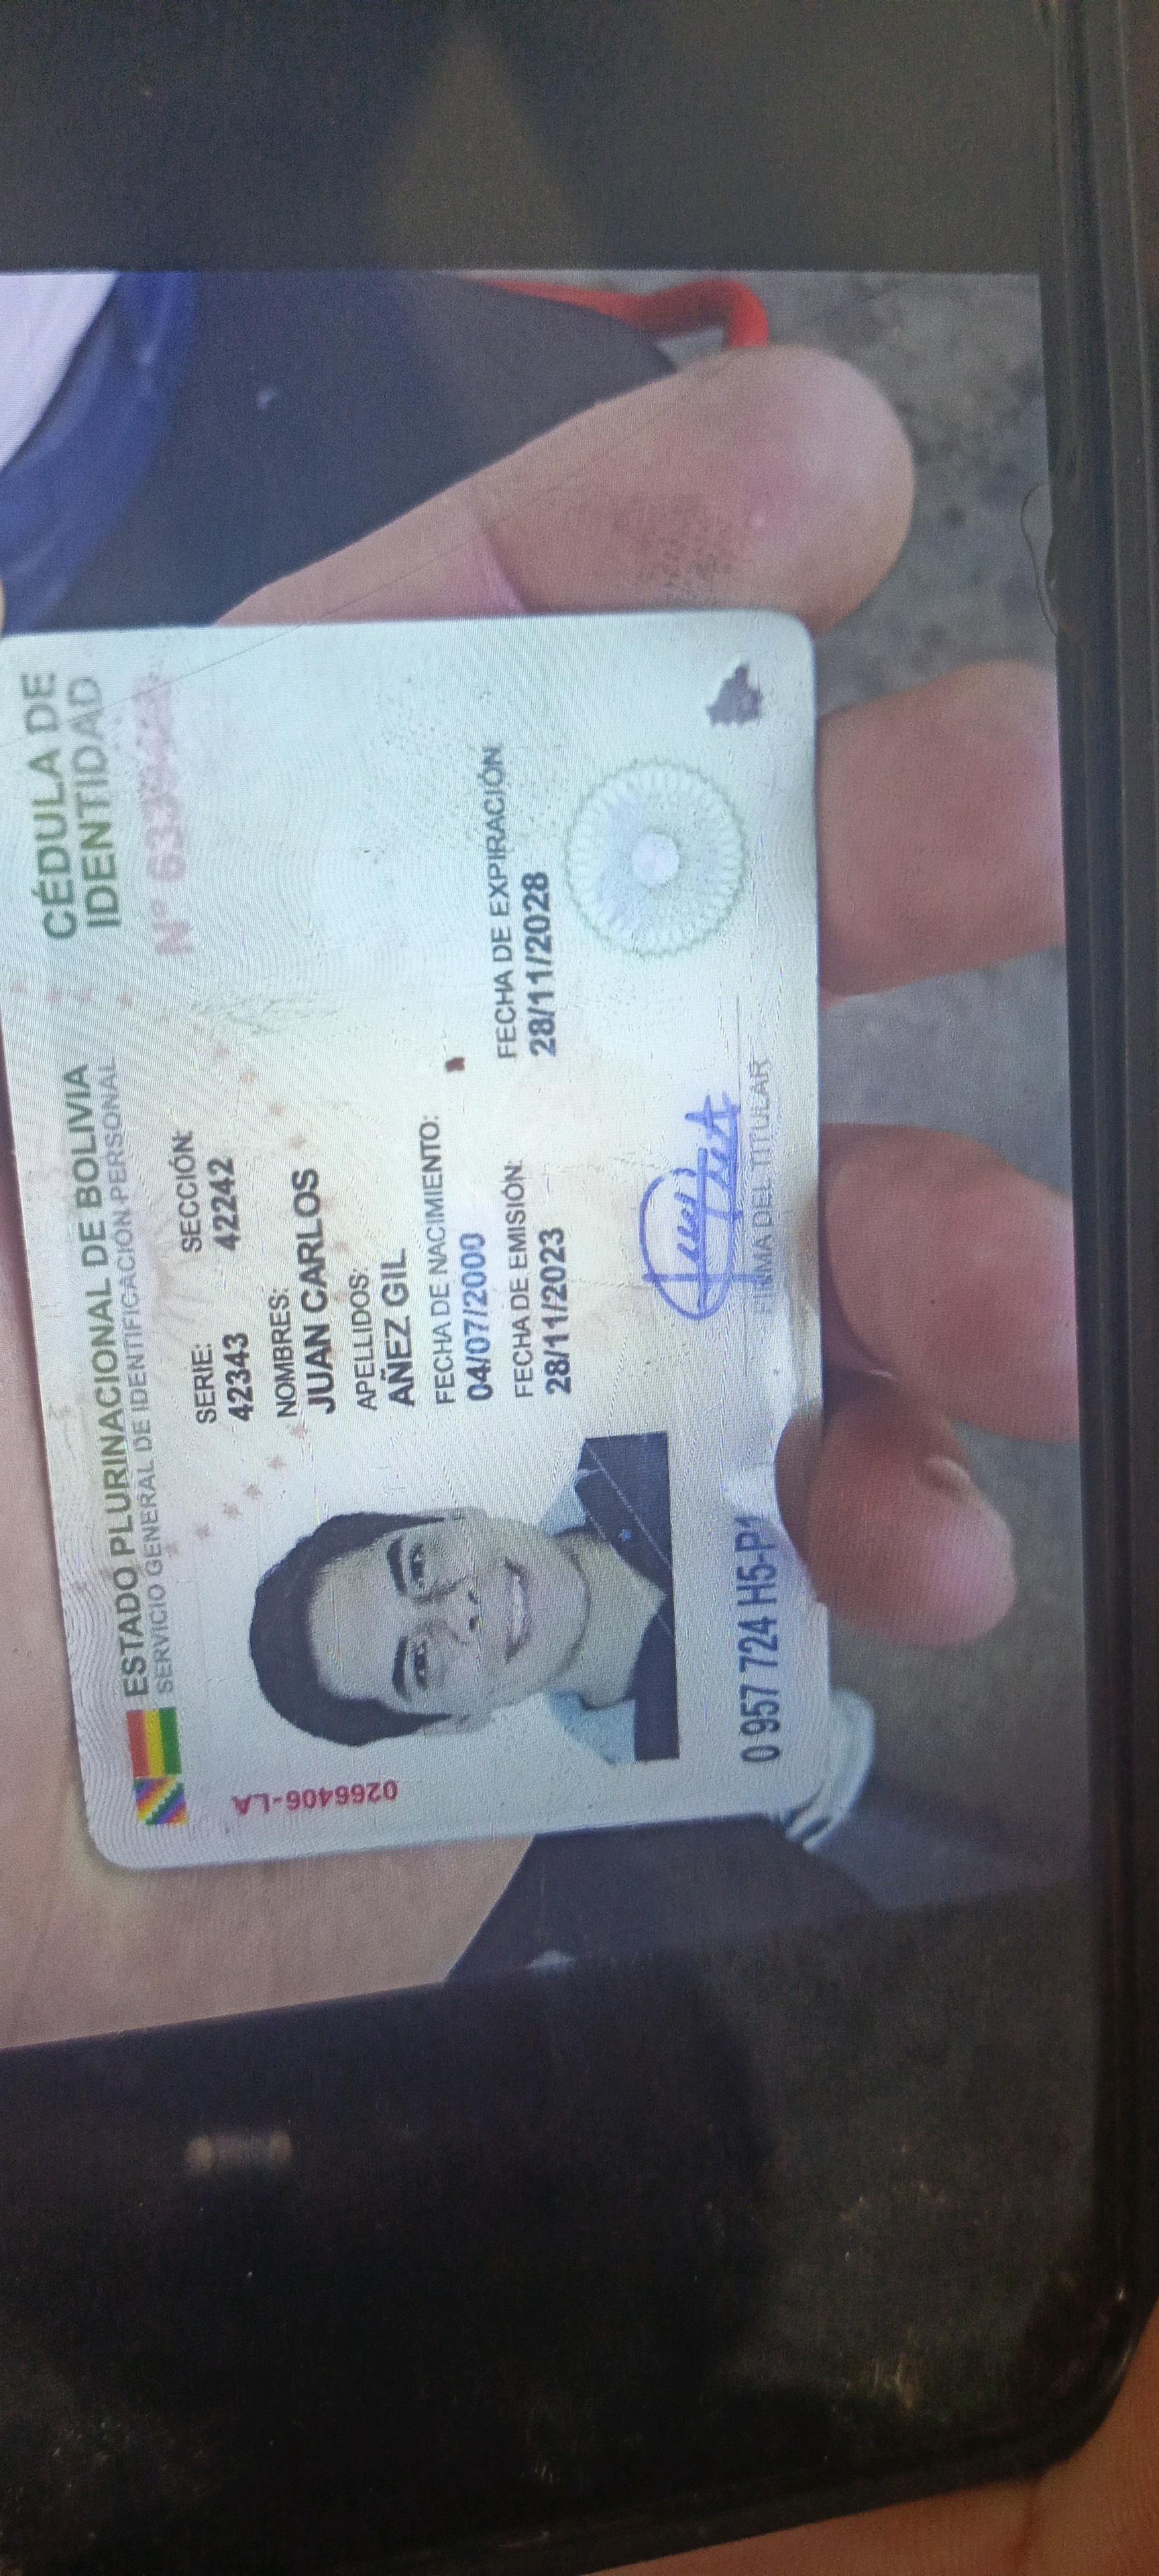 ESTADO PLURINACIONAL DE BOLIVIA
SERVICIO GENERAL DE IDENTIFICACIÓN PERSONAL
CÉDULA DE
IDENTIDAD
Nº
SERIE: SECCIÓN:
42343 42242
NOMBRES:
JUAN CARLOS
APELLIDOS:
AÑEZ GIL
FECHA DE NACIMIENTO:
04/07/2000
FECHA DE EMISIÓN: FECHA DE EXPIRACIÓN
28/11/2023 28/11/2028
FIRMA DEL TITULAR
0266406-LA
0 957 724 H5-P1